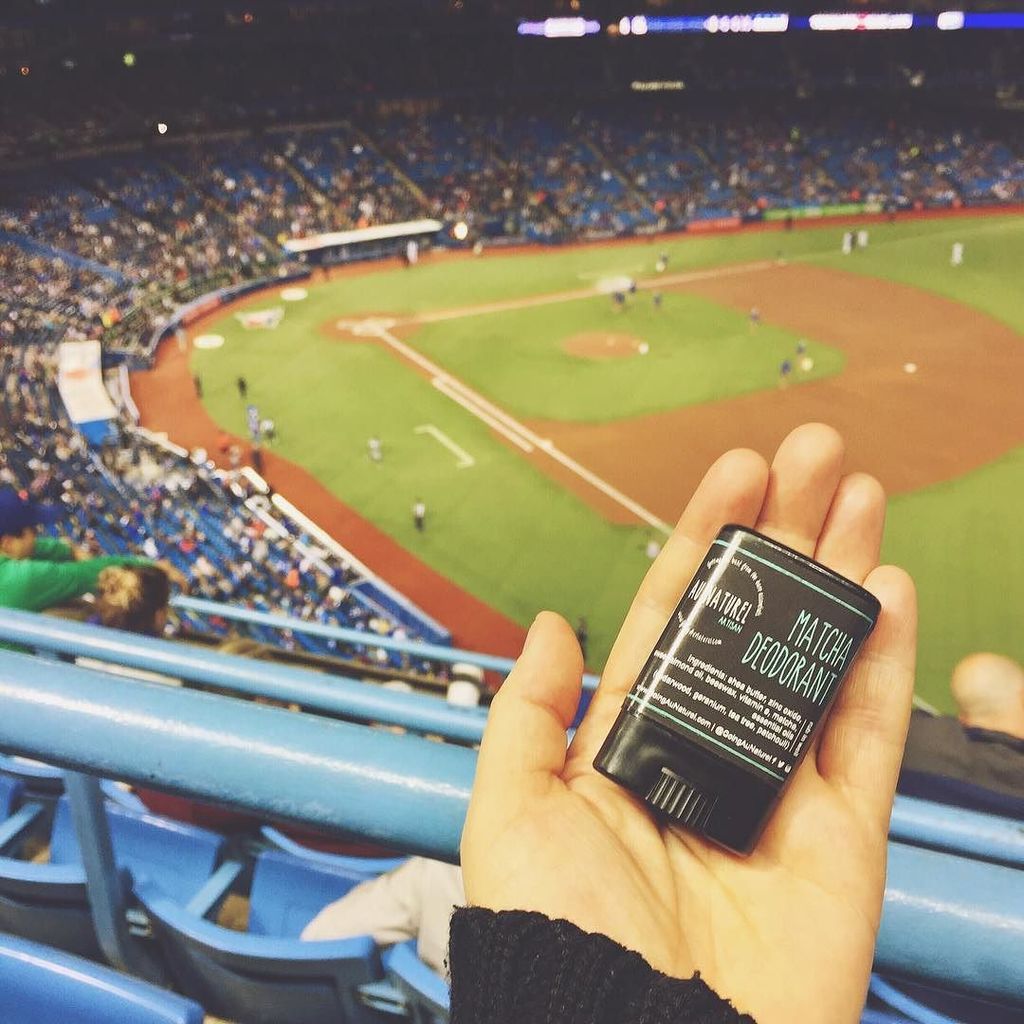 AU NATUREL
ARTISAN
MATCHA
DEODORANT
Ingredients: shea butter, zinc oxide,
almond oil, beeswax, vitamin e, matcha,
essential oils
geranium, tea tree, patchouli)
GoingAuNaturel.com | @GoingAuNaturel